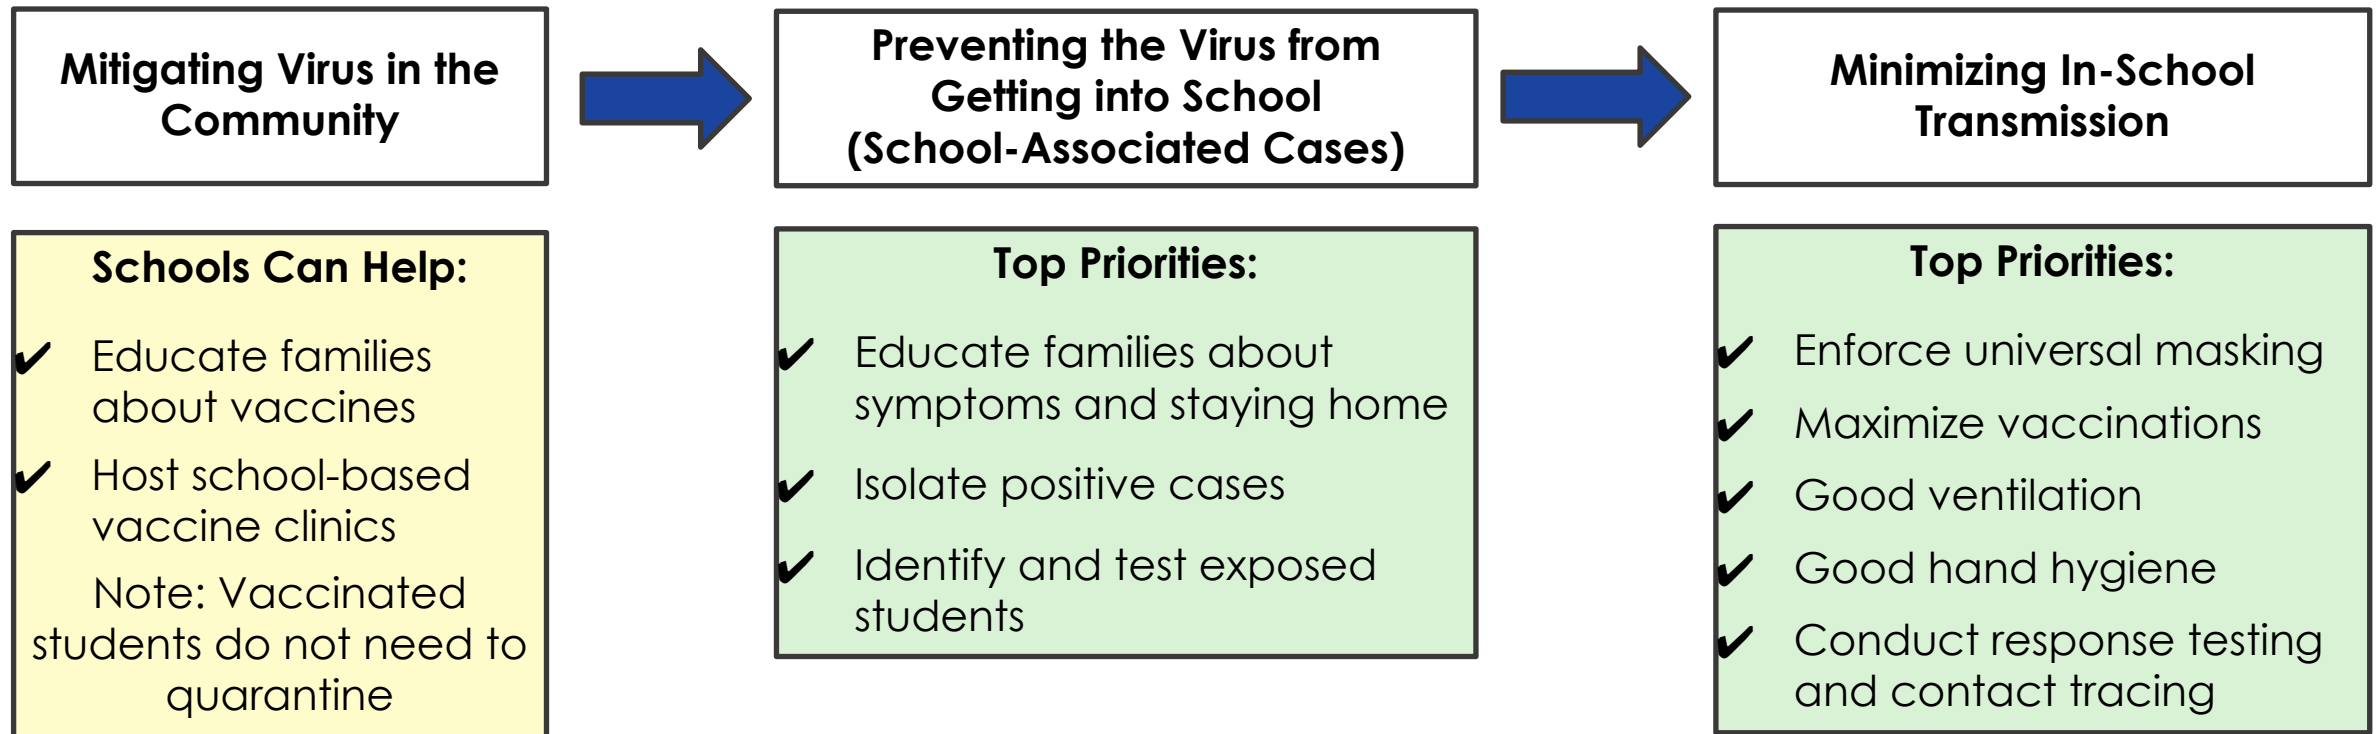 Mitigating Virus in the
Community
Preventing the Virus from
Getting into School
(School-Associated Cases)
Minimizing In-School
Transmission
Schools Can Help:
✔ Educate families
about vaccines
✔ Host school-based
vaccine clinics
Note: Vaccinated
students do not need to
quarantine
Top Priorities:
✔ Educate families about
symptoms and staying home
✔ Isolate positive cases
✔ Identify and test exposed
students
Top Priorities:
✔ Enforce universal masking
✔ Maximize vaccinations
✔ Good ventilation
✔ Good hand hygiene
✔ Conduct response testing
and contact tracing